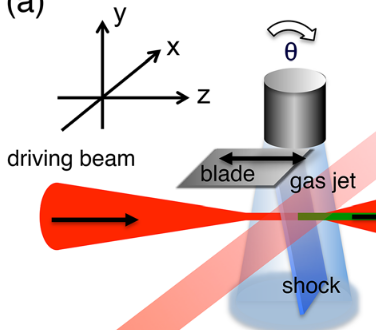 (a)
y
x
z
θ
driving beam
blade
gas jet
shock